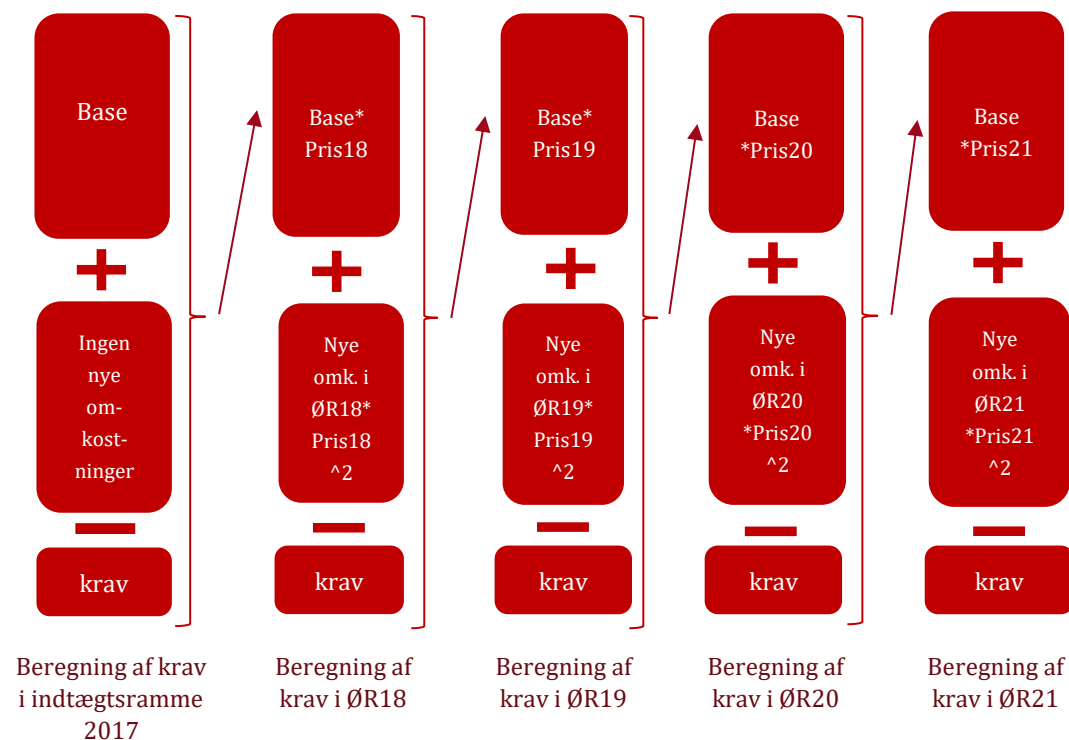 Base
Ingen
nye
om-
kost-
ninger
krav
Beregning af krav
i indtægtsramme
2017
Base*
Pris18
Nye
omk. i
ØR18*
Pris18
^2
krav
Beregning af
krav i ØR18
Base*
Pris19
Nye
omk. i
ØR19*
Pris19
^2
krav
Beregning af
krav i ØR19
Base
*Pris20
Nye
omk. i
ØR20
*Pris20
^2
krav
Beregning af
krav i ØR20
Base
*Pris21
Nye
omk. i
ØR21
*Pris21
^2
krav
Beregning af
krav i ØR21